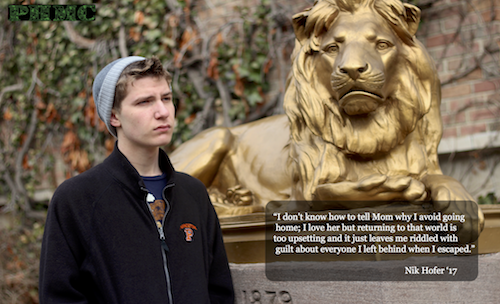 PMMC
“I don’t know how to tell Mom why I avoid going
home; I love her but returning to that world is
too upsetting and it just leaves me riddled with
guilt about everyone I left behind when I escaped.”
Nik Hofer ’17
1879